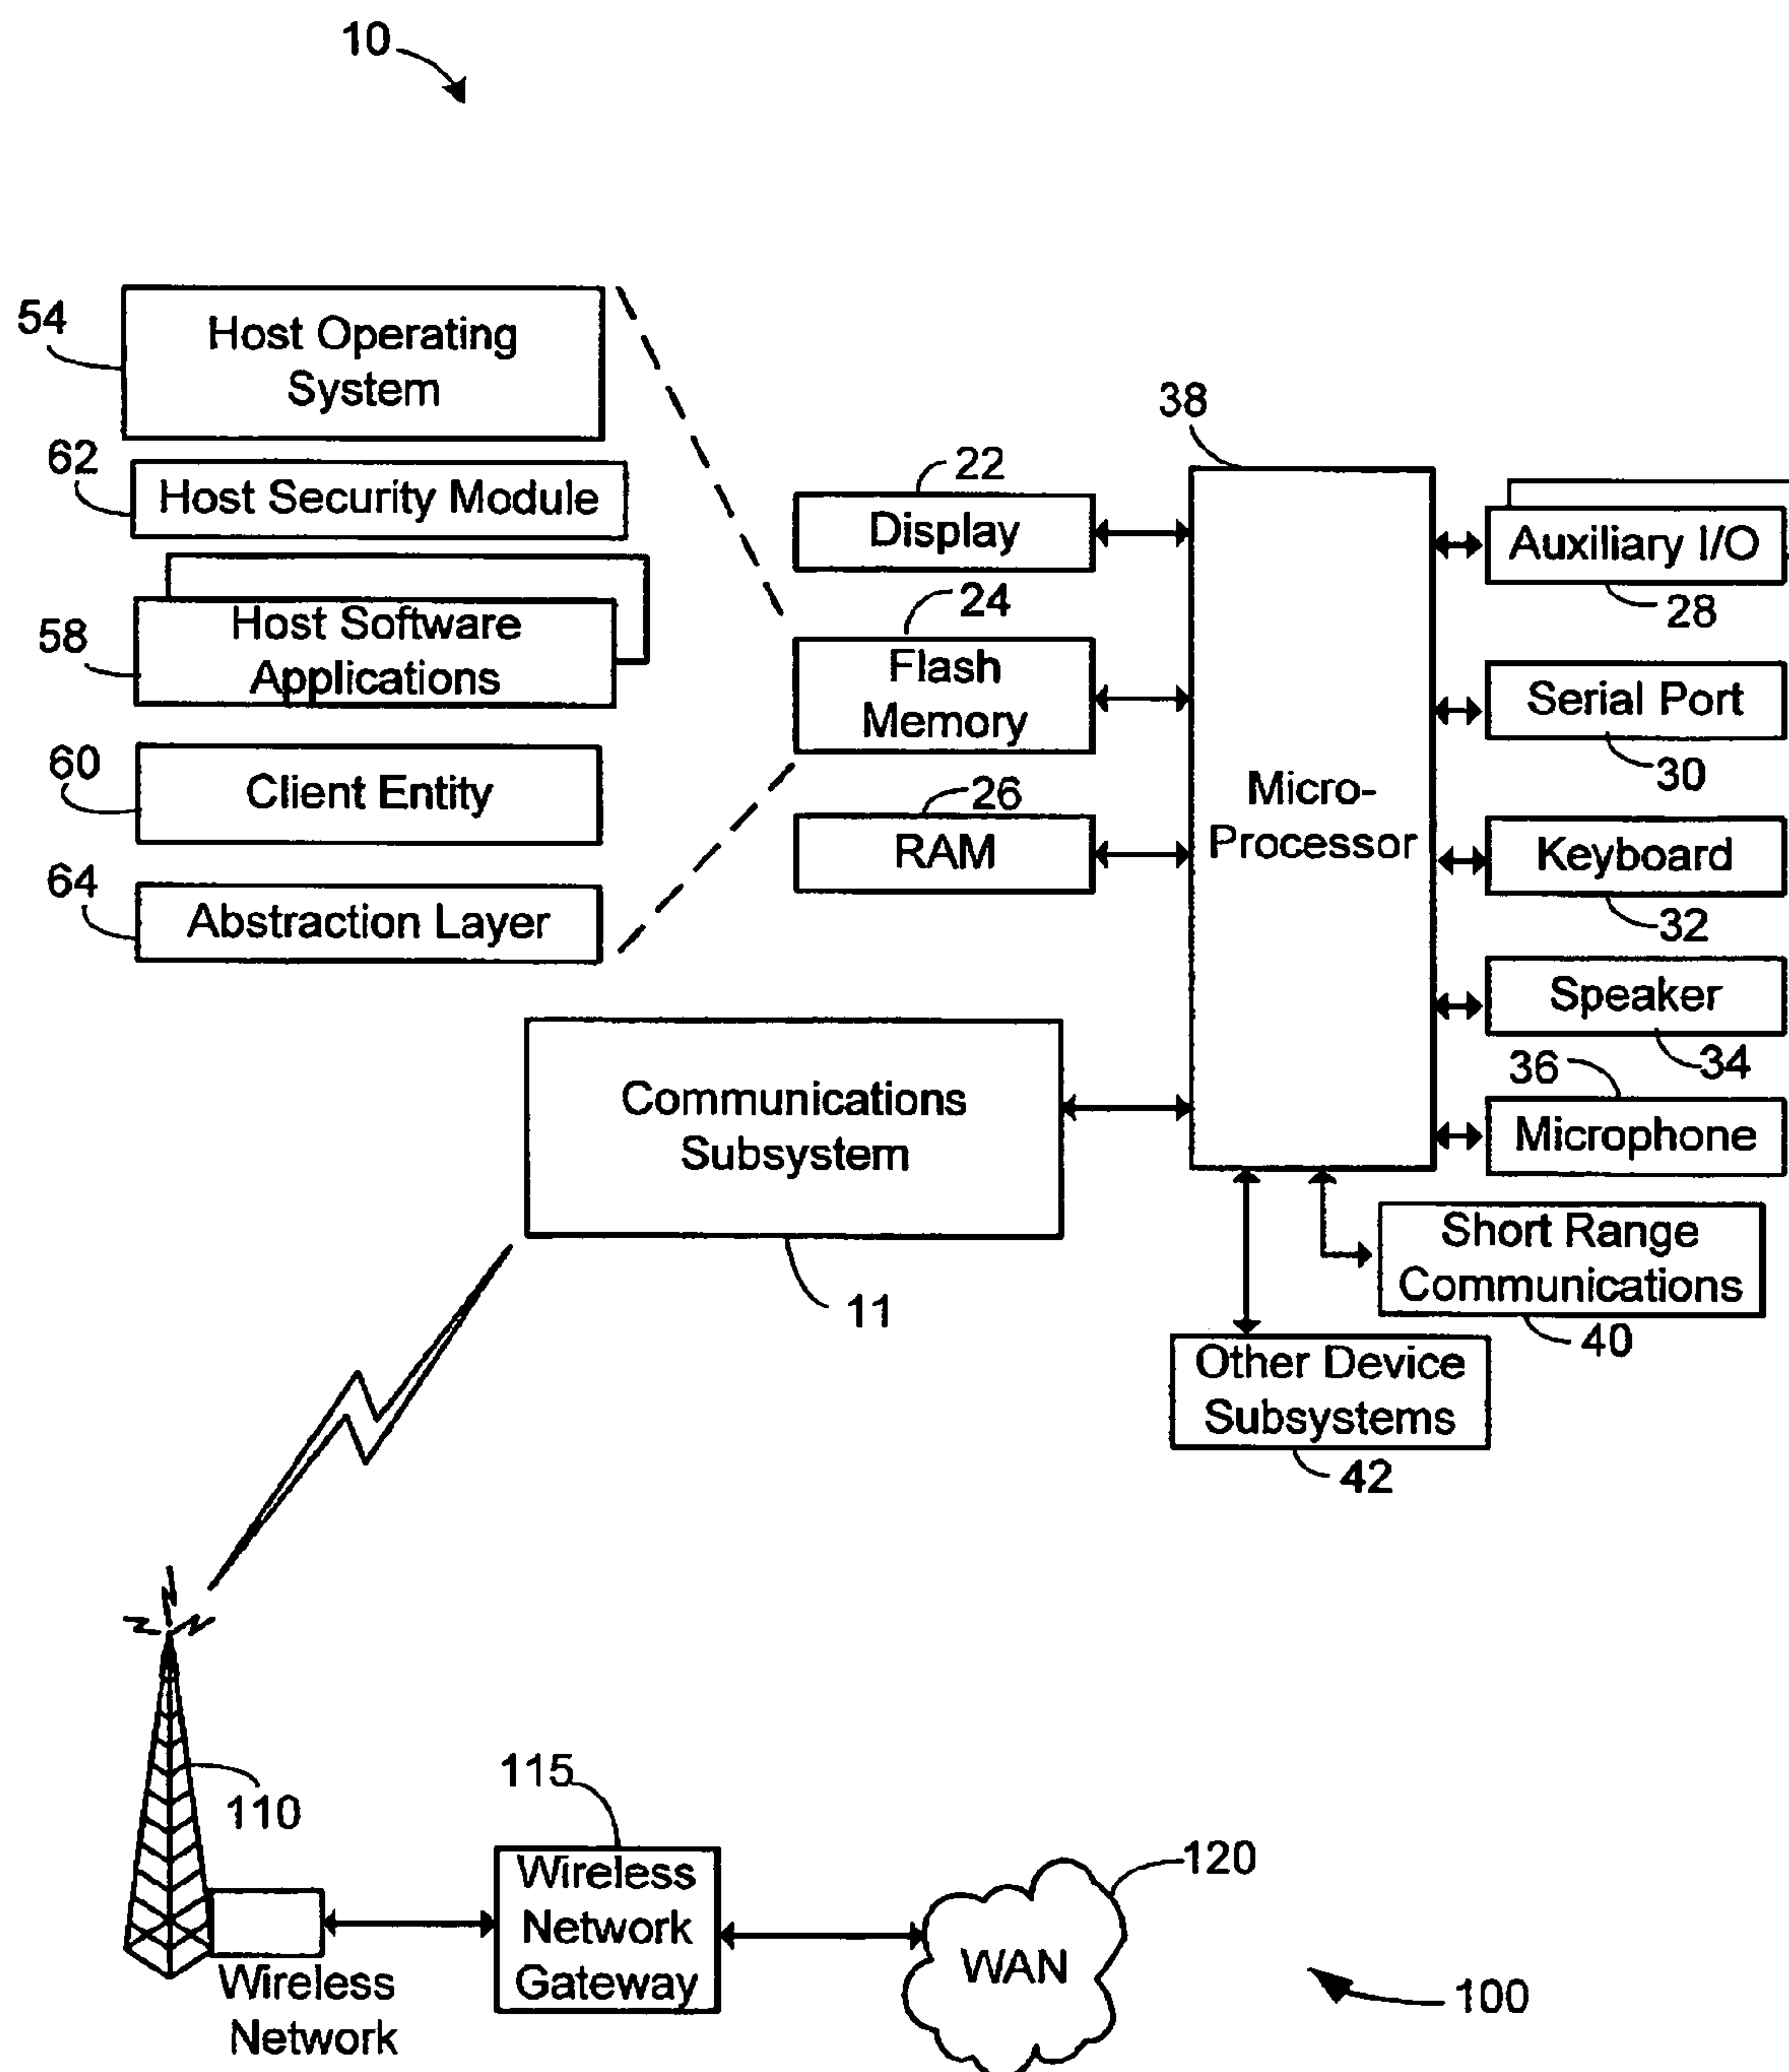 10
54
Host Operating
System
62
Host Security Module
58
Host Software
Applications
60
Client Entity
64
Abstraction Layer
22
Display
24
Flash
Memory
26
RAM
38
Micro-
Processor
Auxiliary I/O
28
Serial Port
30
Keyboard
32
Speaker
34
36
Microphone
Short Range
Communications
40
Other Device
Subsystems
42
Communications
Subsystem
11
110
Wireless
Network
115
Wireless
Network
Gateway
120
WAN
100